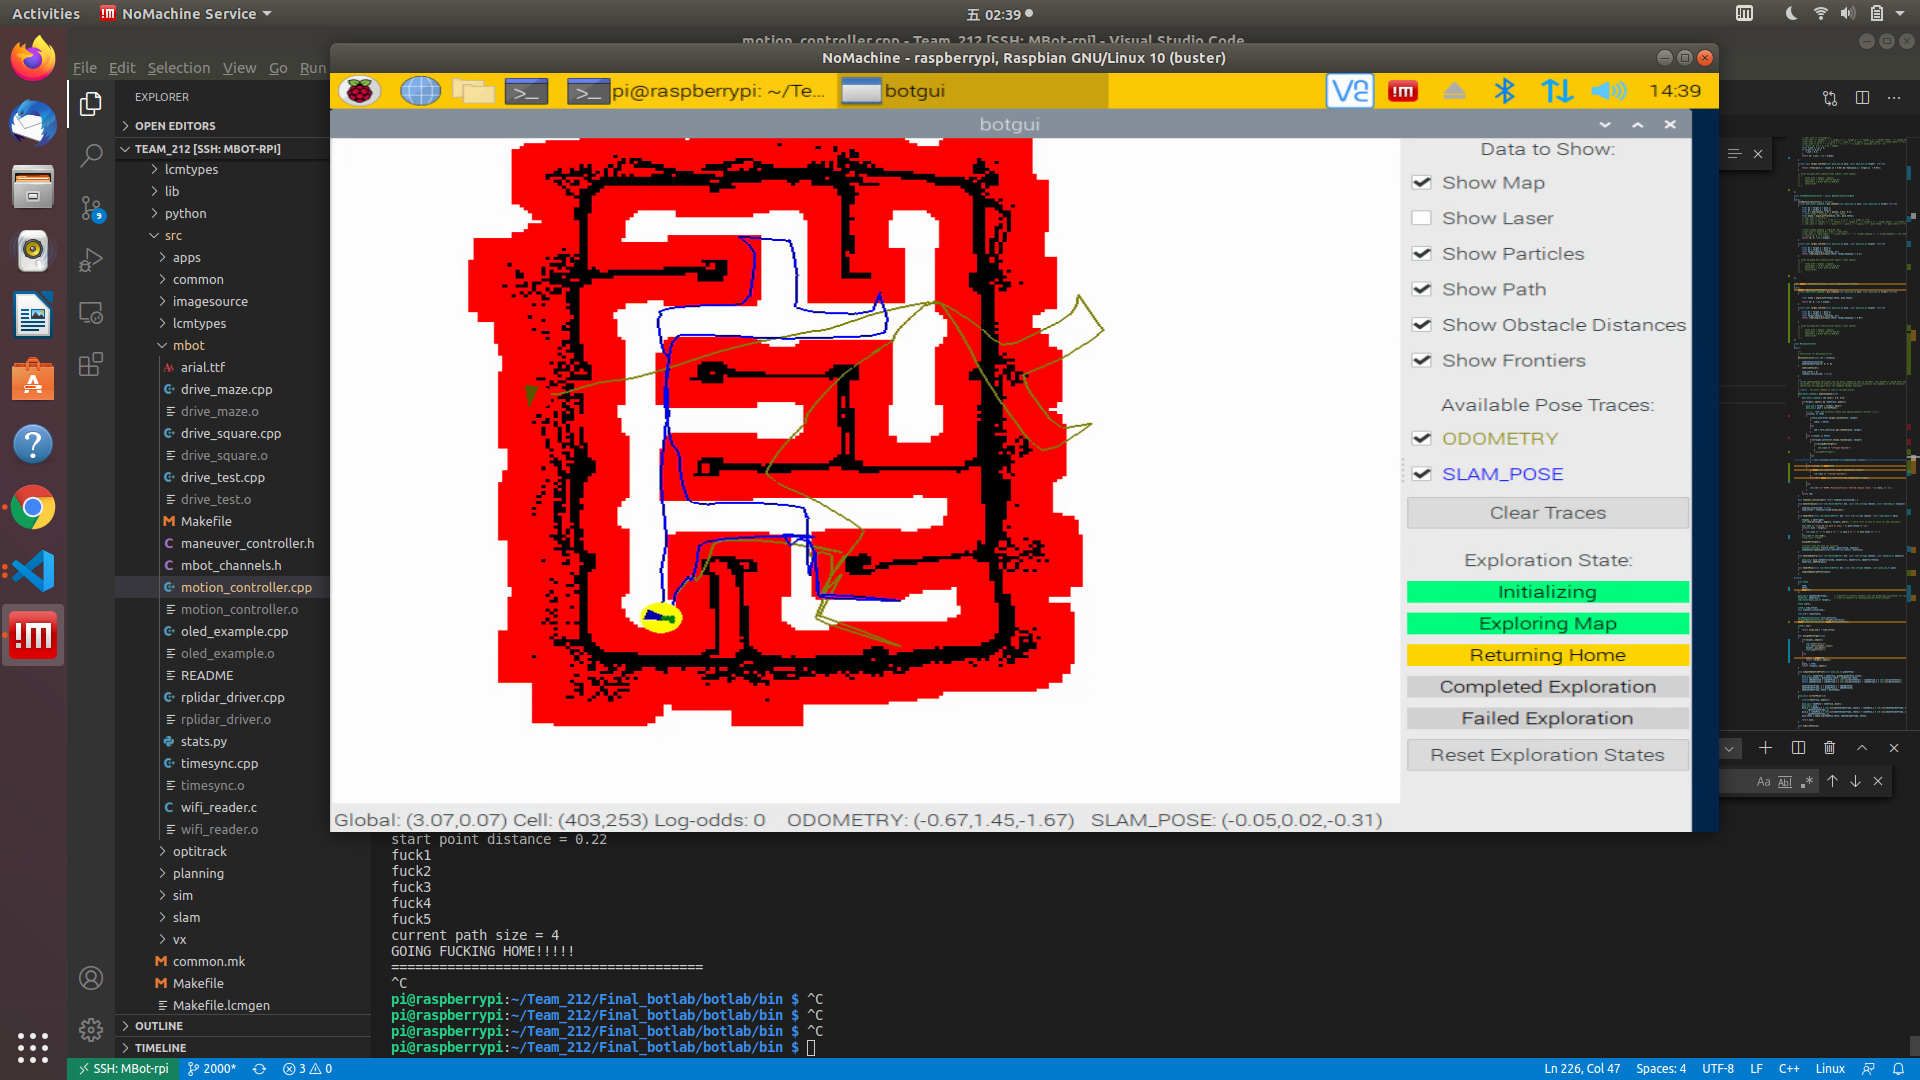 Activities
NoMachine Service
五 02:39
motion_controller.cpp - Team_212 [SSH: MBot-rpi] - Visual Studio Code
File Edit Selection View Go Run
NoMachine - raspberrypi, Raspbian GNU/Linux 10 (buster)
pi@raspberrypi: ~/Te...
botgui
14:39
botgui
EXPLORER
OPEN EDITORS
TEAM_212 [SSH: MBOT-RPI]
lcmtypes
lib
python
src
apps
common
imagesource
lcmtypes
mbot
arial.ttf
drive_maze.cpp
drive_maze.o
drive_square.cpp
drive_square.o
drive_test.cpp
drive_test.o
Makefile
maneuver_controller.h
mbot_channels.h
motion_controller.cpp
motion_controller.o
oled_example.cpp
oled_example.o
README
rplidar_driver.cpp
rplidar_driver.o
stats.py
timesync.cpp
timesync.o
wifi_reader.c
wifi_reader.o
optitrack
planning
sim
slam
vx
common.mk
Makefile
Makefile.lcmgen
OUTLINE
TIMELINE
9
Data to Show:
Show Map
Show Laser
Show Particles
Show Path
Show Obstacle Distances
Show Frontiers
Available Pose Traces:
ODOMETRY
SLAM_POSE
Clear Traces
Exploration State:
Initializing
Exploring Map
Returning Home
Completed Exploration
Failed Exploration
Reset Exploration States
Global: (3.07,0.07) Cell: (403,253) Log-odds: 0 ODOMETRY: (-0.67,1.45,-1.67) SLAM_POSE: (-0.05,0.02,-0.31)
Aa Abl .*
start point distance = 0.22
fuck1
fuck2
fuck3
fuck4
fuck5
current path size = 4
GOING FUCKING HOME!!!!!
=======================================
^C
pi@raspberrypi:~/Team_212/Final_botlab/botlab/bin $ ^C
pi@raspberrypi:~/Team_212/Final_botlab/botlab/bin $ ^C
pi@raspberrypi:~/Team_212/Final_botlab/botlab/bin $ ^C
pi@raspberrypi:~/Team_212/Final_botlab/botlab/bin $
SSH: MBot-rpi
2000*
3 0
Ln 226, Col 47
Spaces: 4
UTF-8
LF
C++
Linux